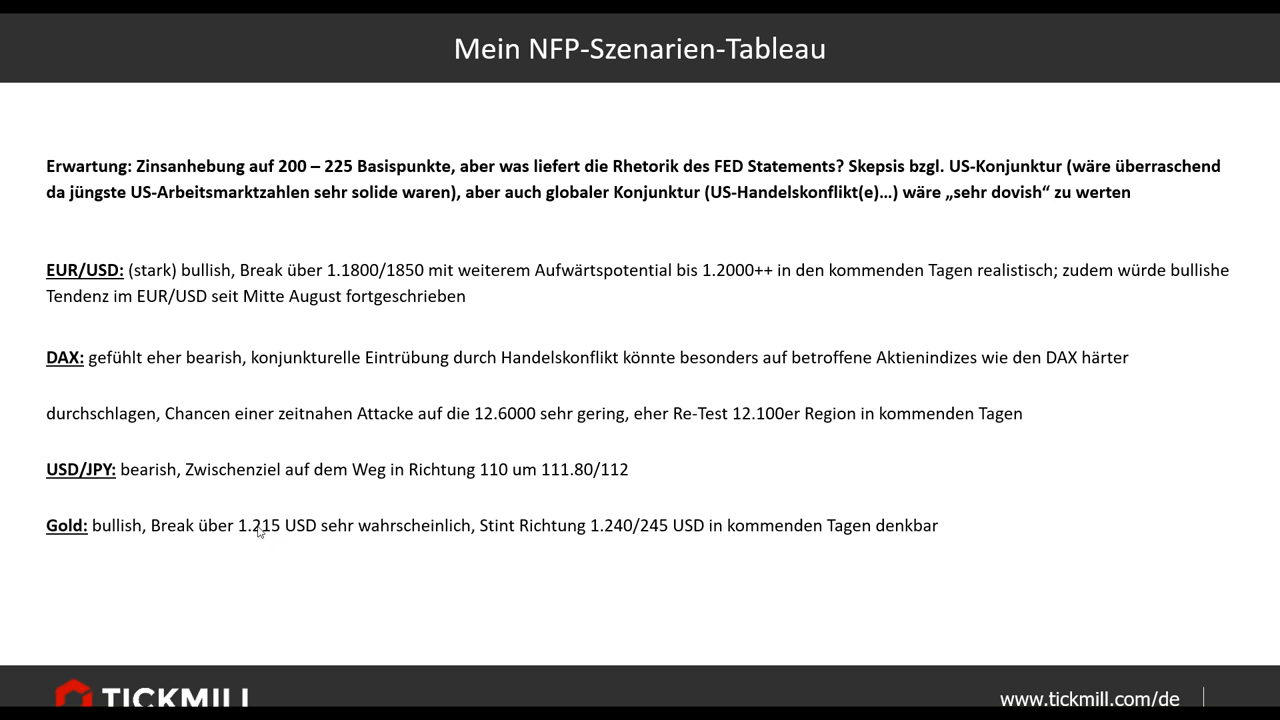 Mein NFP-Szenarien-Tableau
Erwartung: Zinsanhebung auf 200 – 225 Basispunkte, aber was liefert die Rhetorik des FED Statements? Skepsis bzgl. US-Konjunktur (wäre überraschend
da jüngste US-Arbeitsmarktzahlen sehr solide waren), aber auch globaler Konjunktur (US-Handelskonflikt(e)…) wäre „sehr dovish“ zu werten
EUR/USD: (stark) bullish, Break über 1.1800/1850 mit weiterem Aufwärtspotential bis 1.2000++ in den kommenden Tagen realistisch; zudem würde bullishe
Tendenz im EUR/USD seit Mitte August fortgeschrieben
DAX: gefühlt eher bearish, konjunkturelle Eintrübung durch Handelskonflikt könnte besonders auf betroffene Aktienindizes wie den DAX härter
durchschlagen, Chancen einer zeitnahen Attacke auf die 12.6000 sehr gering, eher Re-Test 12.100er Region in kommenden Tagen
USD/JPY: bearish, Zwischenziel auf dem Weg in Richtung 110 um 111.80/112
Gold: bullish, Break über 1.215 USD sehr wahrscheinlich, Stint Richtung 1.240/245 USD in kommenden Tagen denkbar
TICKMILL
www.tickmill.com/de